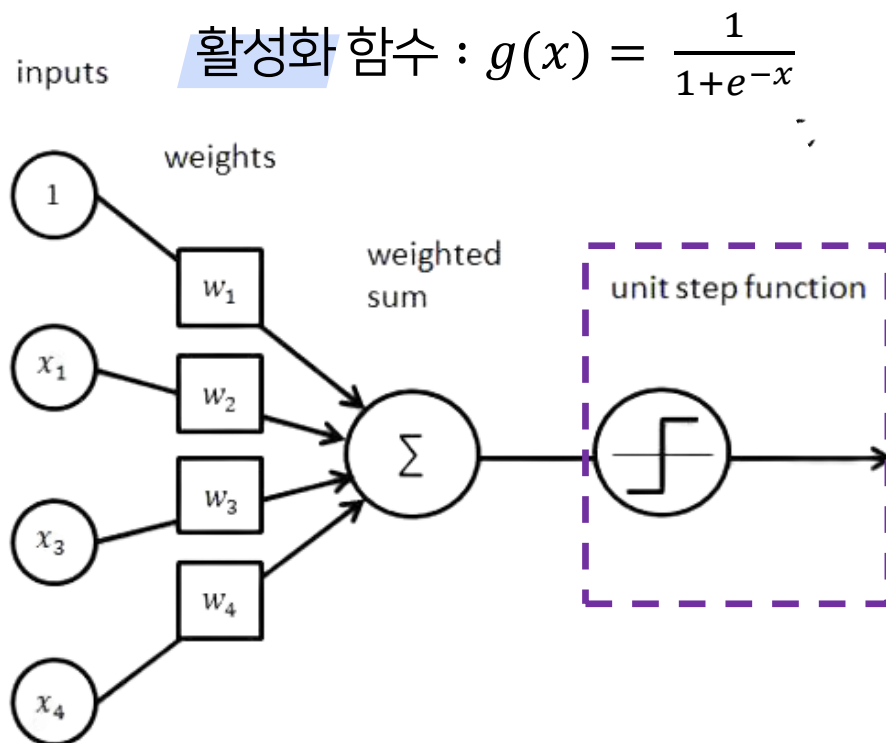 활성화 함수 : g(x) = 1/(1+e^{-x})
inputs
weights
1
w₁
weighted
sum
unit step function
x₁
w₂
∑
w₃
x₃
w₄
x₄